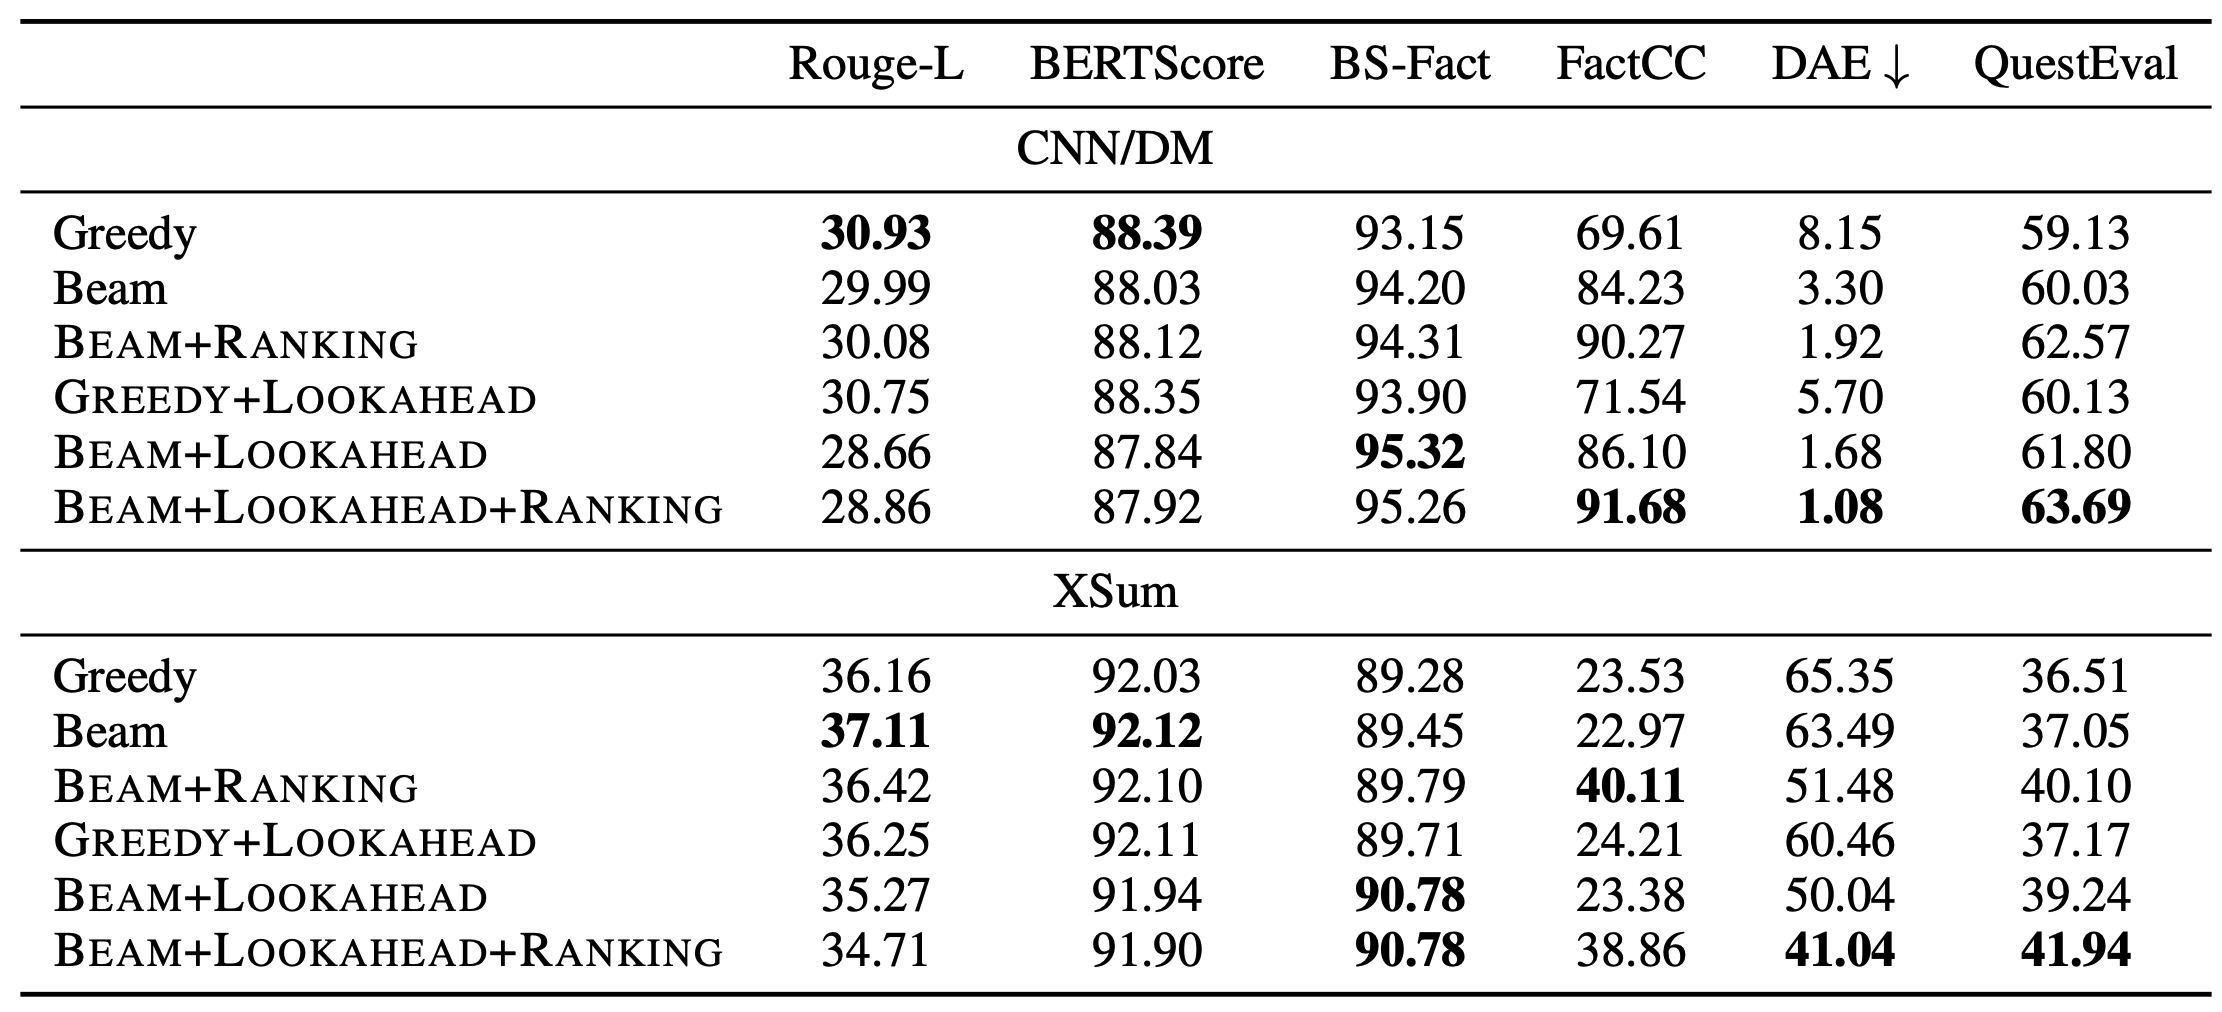 Rouge-L BERTScore BS-Fact FactCC DAE ↓ QuestEval
CNN/DM
Greedy 30.93 88.39 93.15 69.61 8.15 59.13
Beam 29.99 88.03 94.20 84.23 3.30 60.03
BEAM+RANKING 30.08 88.12 94.31 90.27 1.92 62.57
GREEDY+LOOKAHEAD 30.75 88.35 93.90 71.54 5.70 60.13
BEAM+LOOKAHEAD 28.66 87.84 95.32 86.10 1.68 61.80
BEAM+LOOKAHEAD+RANKING 28.86 87.92 95.26 91.68 1.08 63.69
XSum
Greedy 36.16 92.03 89.28 23.53 65.35 36.51
Beam 37.11 92.12 89.45 22.97 63.49 37.05
BEAM+RANKING 36.42 92.10 89.79 40.11 51.48 40.10
GREEDY+LOOKAHEAD 36.25 92.11 89.71 24.21 60.46 37.17
BEAM+LOOKAHEAD 35.27 91.94 90.78 23.38 50.04 39.24
BEAM+LOOKAHEAD+RANKING 34.71 91.90 90.78 38.86 41.04 41.94